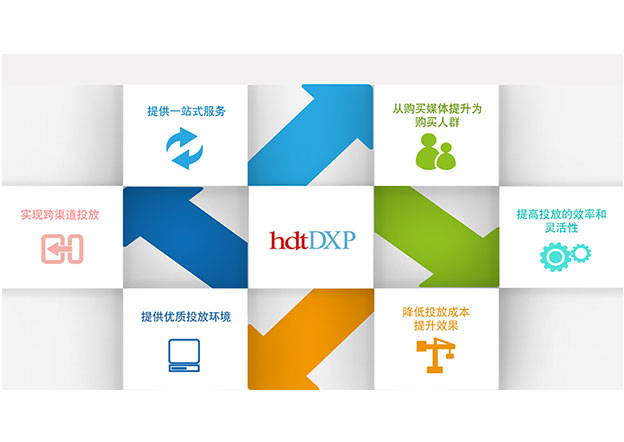 提供一站式服务
从购买媒体提升为
购买人群
实现跨渠道投放
hdtDXP
提高投放的效率和
灵活性
提供优质投放环境
降低投放成本
提升效果